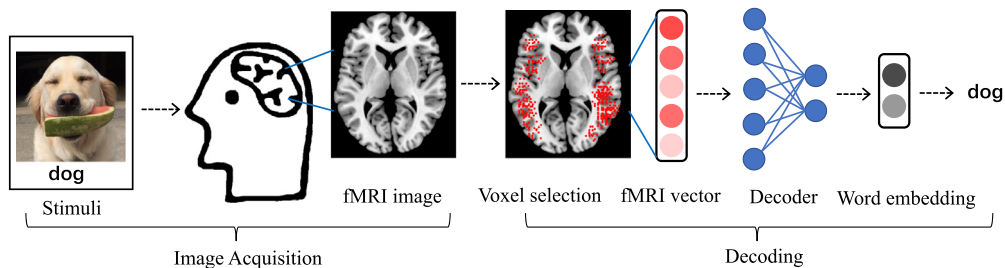 dog
Stimuli
fMRI image
Voxel selection
fMRI vector
Decoder
Word embedding
dog
Image Acquisition
Decoding